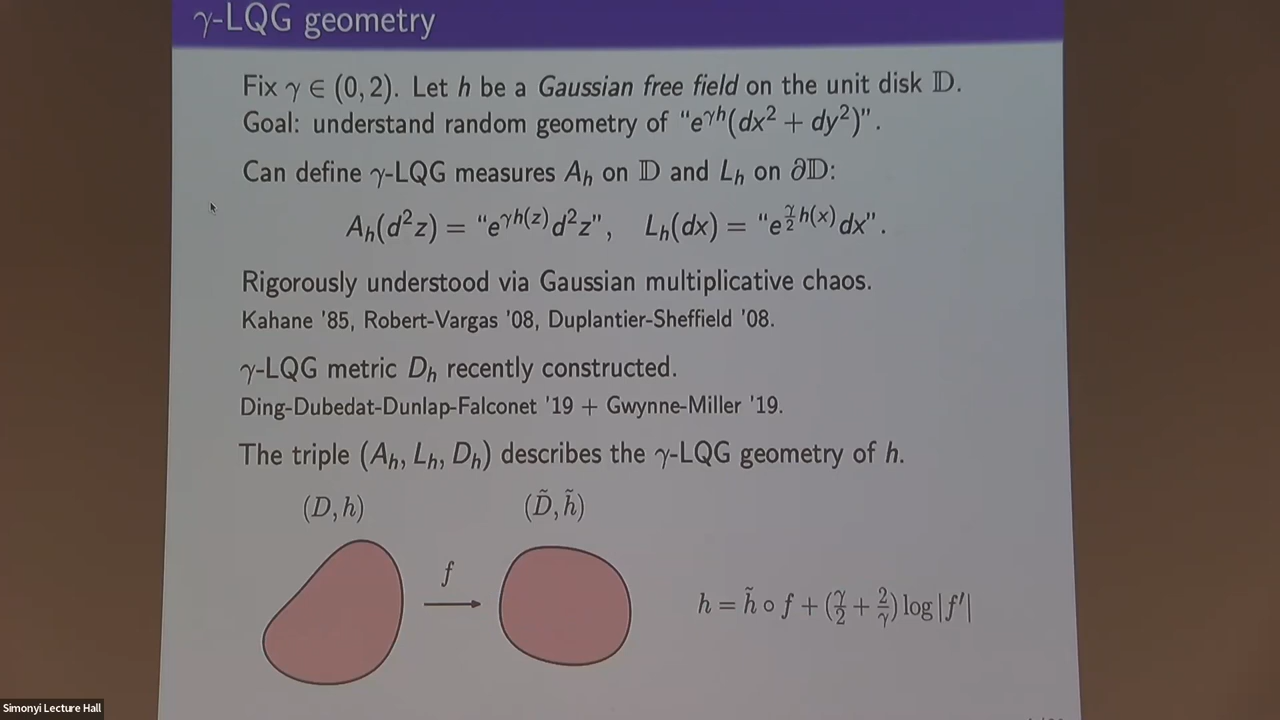 γ-LQG geometry
Fix γ ∈ (0, 2). Let h be a Gaussian free field on the unit disk 𝔻.
Goal: understand random geometry of “e^{γh}(dx² + dy²)”.
Can define γ-LQG measures A_h on 𝔻 and L_h on ∂𝔻:
A_h(d²z) = “e^{γh(z)}d²z”, L_h(dx) = “e^{\frac{γ}{2}h(x)}dx”.
Rigorously understood via Gaussian multiplicative chaos.
Kahane '85, Robert-Vargas '08, Duplantier-Sheffield '08.
γ-LQG metric D_h recently constructed.
Ding-Dubedat-Dunlap-Falconet '19 + Gwynne-Miller '19.
The triple (A_h, L_h, D_h) describes the γ-LQG geometry of h.
(D, h) (D̃, h̃)
f
h = h̃ ∘ f + (\frac{γ}{2} + \frac{2}{γ}) log|f′|
Simonyi Lecture Hall